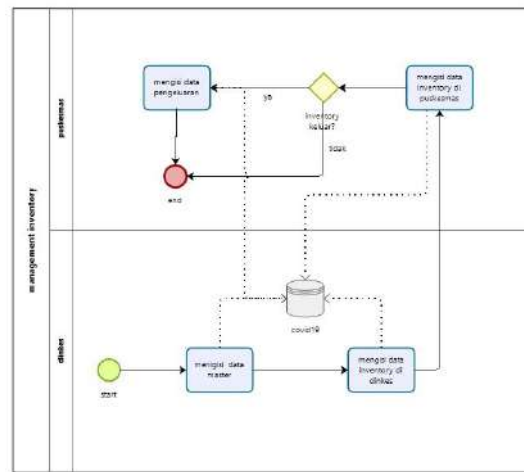 management inventory
puskesmas
mengisi data
pengeluaran
ya
inventory
keluar?
tidak
mengisi data
inventory di
puskesmas
end
dinkes
covid19
start
mengisi data
master
mengisi data
inventory di
dinkes